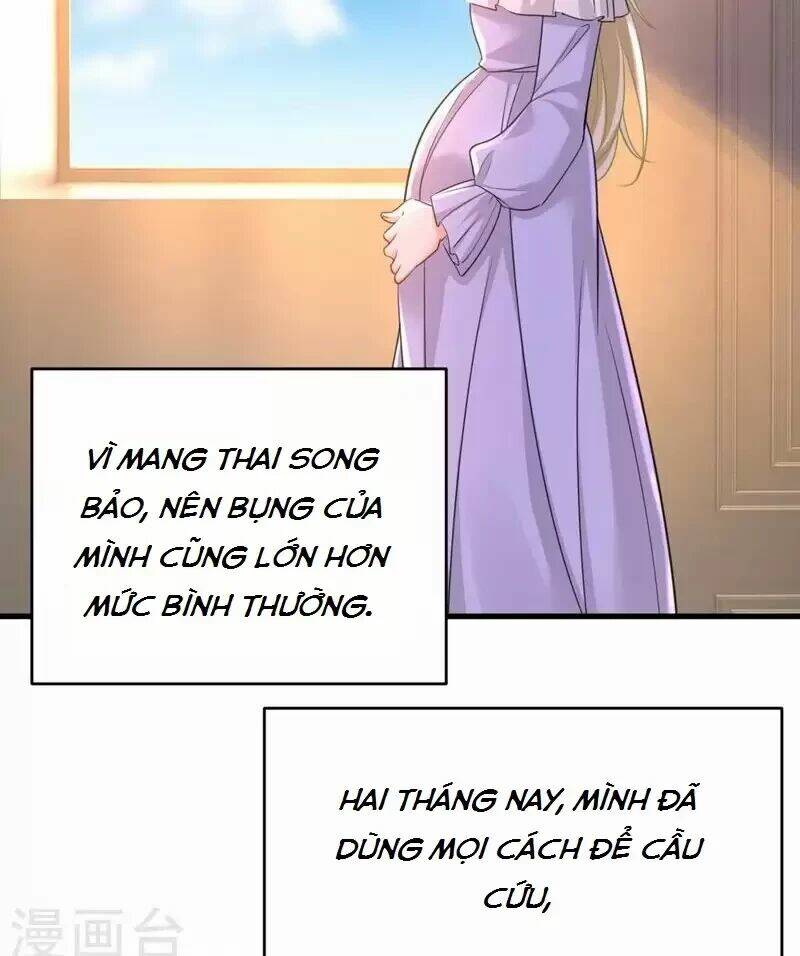 VÌ MANG THAI SONG
BẢO, NÊN BỤNG CỦA
MÌNH CŨNG LỚN HƠN
MỨC BÌNH THƯỜNG.
HAI THÁNG NAY, MÌNH ĐÃ
DÙNG MỌI CÁCH ĐỂ CẦU
CỨU,
漫画台